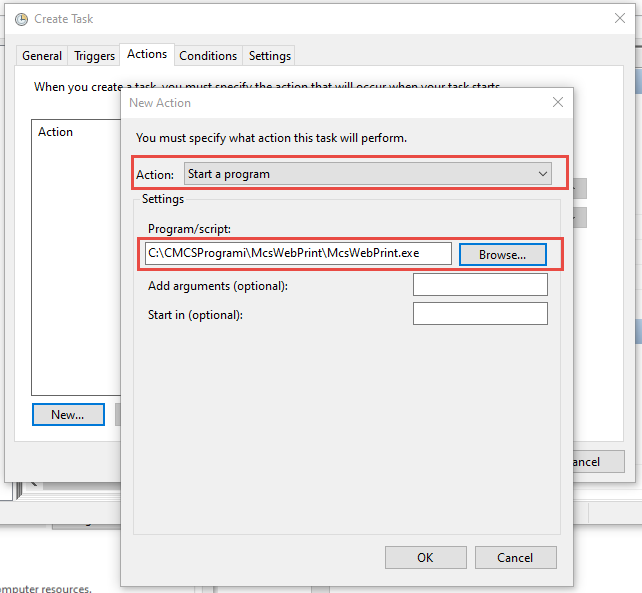 Create Task
General Triggers Actions Conditions Settings
When you create a task, you must specify the action that will occur when your task starts.
Action
New...
New Action
You must specify what action this task will perform.
Action: Start a program
Settings
Program/script:
C:\CMCSProgrami\McsWebPrint\McsWebPrint.exe Browse...
Add arguments (optional):
Start in (optional):
OK Cancel
ancel
omputer resources.